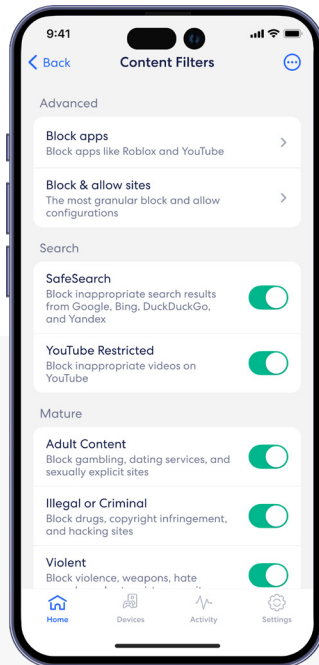 9:41
Back
Content Filters
Advanced
Block apps
Block apps like Roblox and YouTube
Block & allow sites
The most granular block and allow
configurations
Search
SafeSearch
Block inappropriate search results
from Google, Bing, DuckDuckGo,
and Yandex
YouTube Restricted
Block inappropriate videos on
YouTube
Mature
Adult Content
Block gambling, dating services, and
sexually explicit sites
Illegal or Criminal
Block drugs, copyright infringement,
and hacking sites
Violent
Block violence, weapons, hate
Home
Devices
Activity
Settings